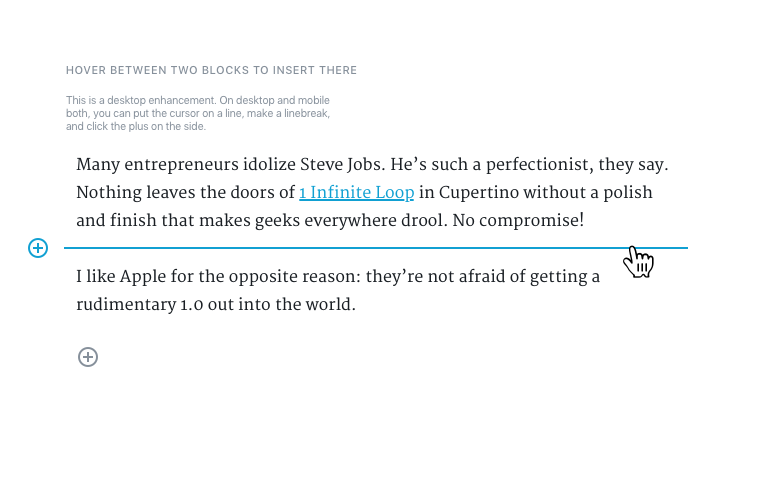 HOVER BETWEEN TWO BLOCKS TO INSERT THERE
This is a desktop enhancement. On desktop and mobile
both, you can put the cursor on a line, make a linebreak,
and click the plus on the side.
Many entrepreneurs idolize Steve Jobs. He’s such a perfectionist, they say.
Nothing leaves the doors of 1 Infinite Loop in Cupertino without a polish
and finish that makes geeks everywhere drool. No compromise!
I like Apple for the opposite reason: they’re not afraid of getting a
rudimentary 1.0 out into the world.